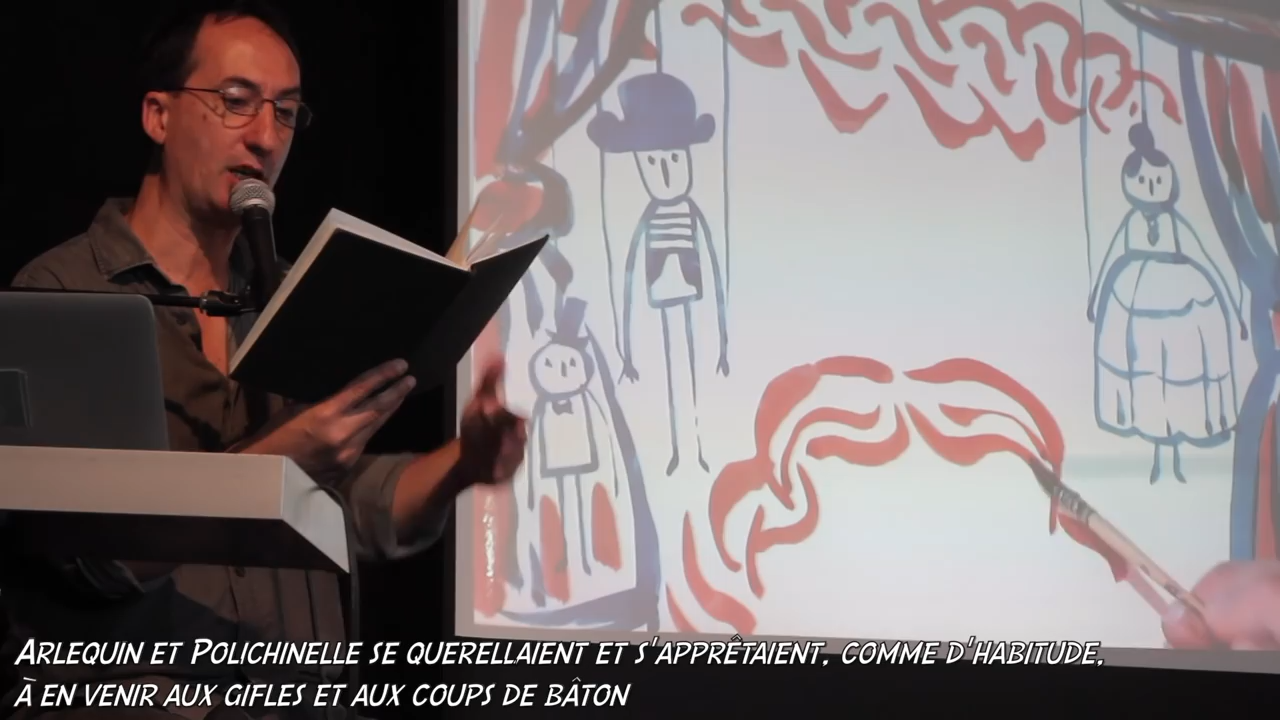 Arlequin et Polichinelle se querellaient et s'apprêtaient, comme d'habitude,
à en venir aux gifles et aux coups de bâton